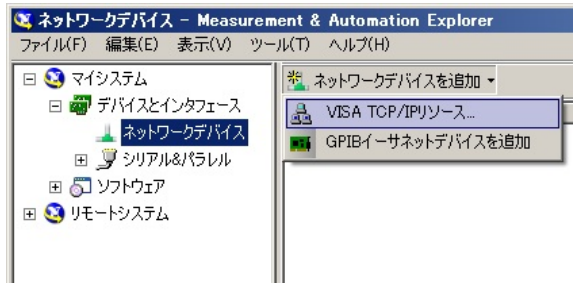 ネットワークデバイス - Measurement & Automation Explorer
ファイル(F) 編集(E) 表示(V) ツール(T) ヘルプ(H)
マイシステム
デバイスとインタフェース
ネットワークデバイス
シリアル&パラレル
ソフトウェア
リモートシステム
ネットワークデバイスを追加
VISA TCP/IPリソース...
GPIBイーサネットデバイスを追加